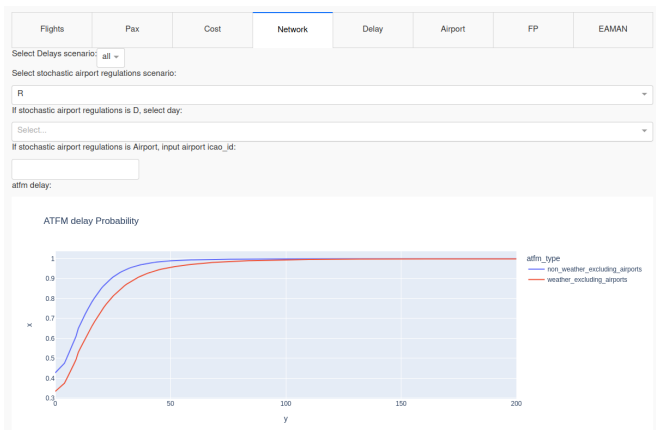 Flights Pax Cost Network Delay Airport FP EAMAN
Select Delays scenario: all
Select stochastic airport regulations scenario:
R
If stochastic airport regulations is D, select day:
Select...
If stochastic airport regulations is Airport, input airport icao_id:
atfm delay:
ATFM delay Probability
1
0.9
0.8
0.7
0.6
0.5
0.4
0.3
x
0 50 100 150 200
y
atfm_type
non_weather_excluding_airports
weather_excluding_airports